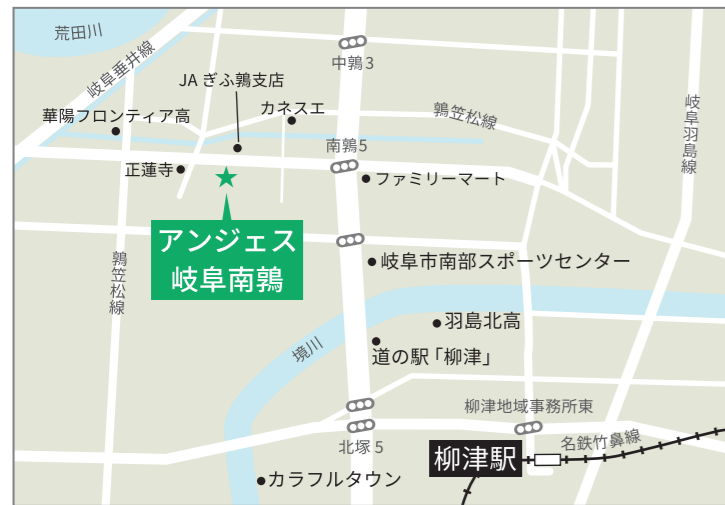 荒田川
岐阜垂井線
中鶉3
JAぎふ鶉支店
カネスエ
華陽フロンティア高
鶉笠松線
岐阜羽島線
南鶉5
正蓮寺
ファミリーマート
アンジェス
岐阜南鶉
鶉笠松線
岐阜市南部スポーツセンター
羽島北高
境川
道の駅「柳津」
柳津地域事務所東
北塚5
名鉄竹鼻線
柳津駅
カラフルタウン